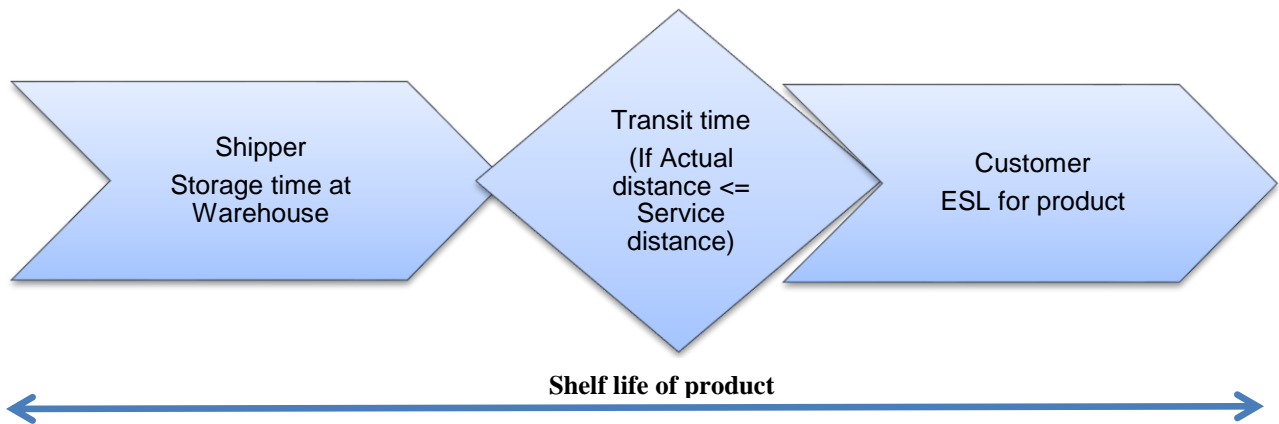 Shipper
Storage time at
Warehouse
Transit time
(If Actual
distance <=
Service
distance)
Customer
ESL for product
Shelf life of product